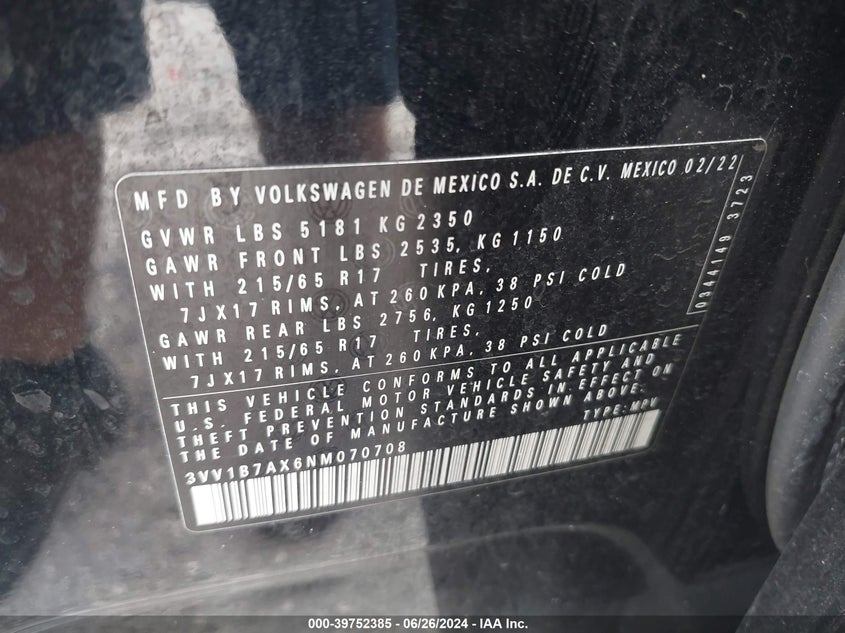 MFD BY VOLKSWAGEN DE MEXICO S.A. DE C.V. MEXICO 02/22
GVWR LBS 5181 KG 2350
GAWR FRONT LBS 2535, KG 1150
WITH 215/65 R17 TIRES,
7JX17 RIMS, AT 260 KPA, 38 PSI COLD
GAWR REAR LBS 2756, KG 1250
WITH 215/65 R17 TIRES,
7JX17 RIMS, AT 260 KPA, 38 PSI COLD
THIS VEHICLE CONFORMS TO ALL APPLICABLE
U.S. FEDERAL MOTOR VEHICLE SAFETY AND
THEFT PREVENTION STANDARDS IN EFFECT ON
THE DATE OF MANUFACTURE SHOWN ABOVE.
3VV1B7AX6NM070708 TYPE: MPV
0344149 3723
000-39752385 - 06/26/2024 - IAA Inc.